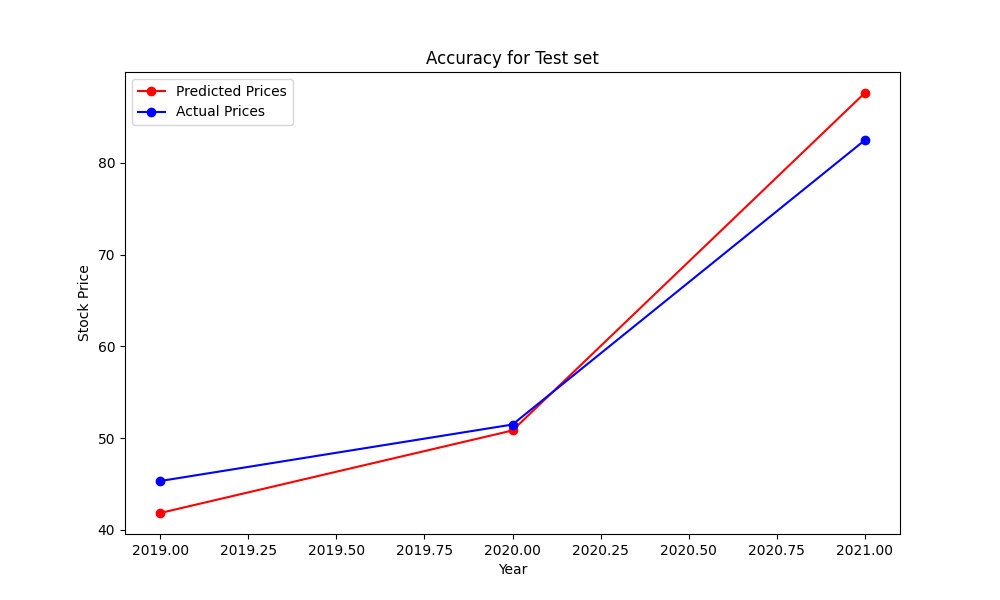 Accuracy for Test set
Predicted Prices
Actual Prices
80
70
60
50
40
Stock Price
2019.00 2019.25 2019.50 2019.75 2020.00 2020.25 2020.50 2020.75 2021.00
Year